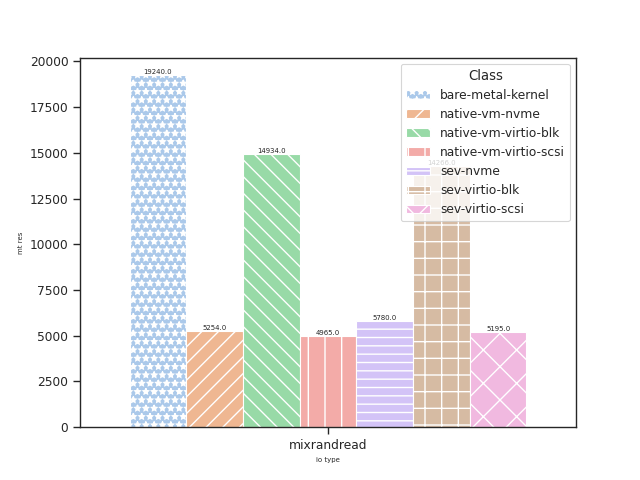 20000
17500
15000
12500
10000
7500
5000
2500
0
mt res
19240.0
5254.0
14934.0
4965.0
5780.0
5195.0
Class
bare-metal-kernel
native-vm-nvme
native-vm-virtio-blk
native-vm-virtio-scsi
sev-nvme
sev-virtio-blk
sev-virtio-scsi
mixrandread
io type